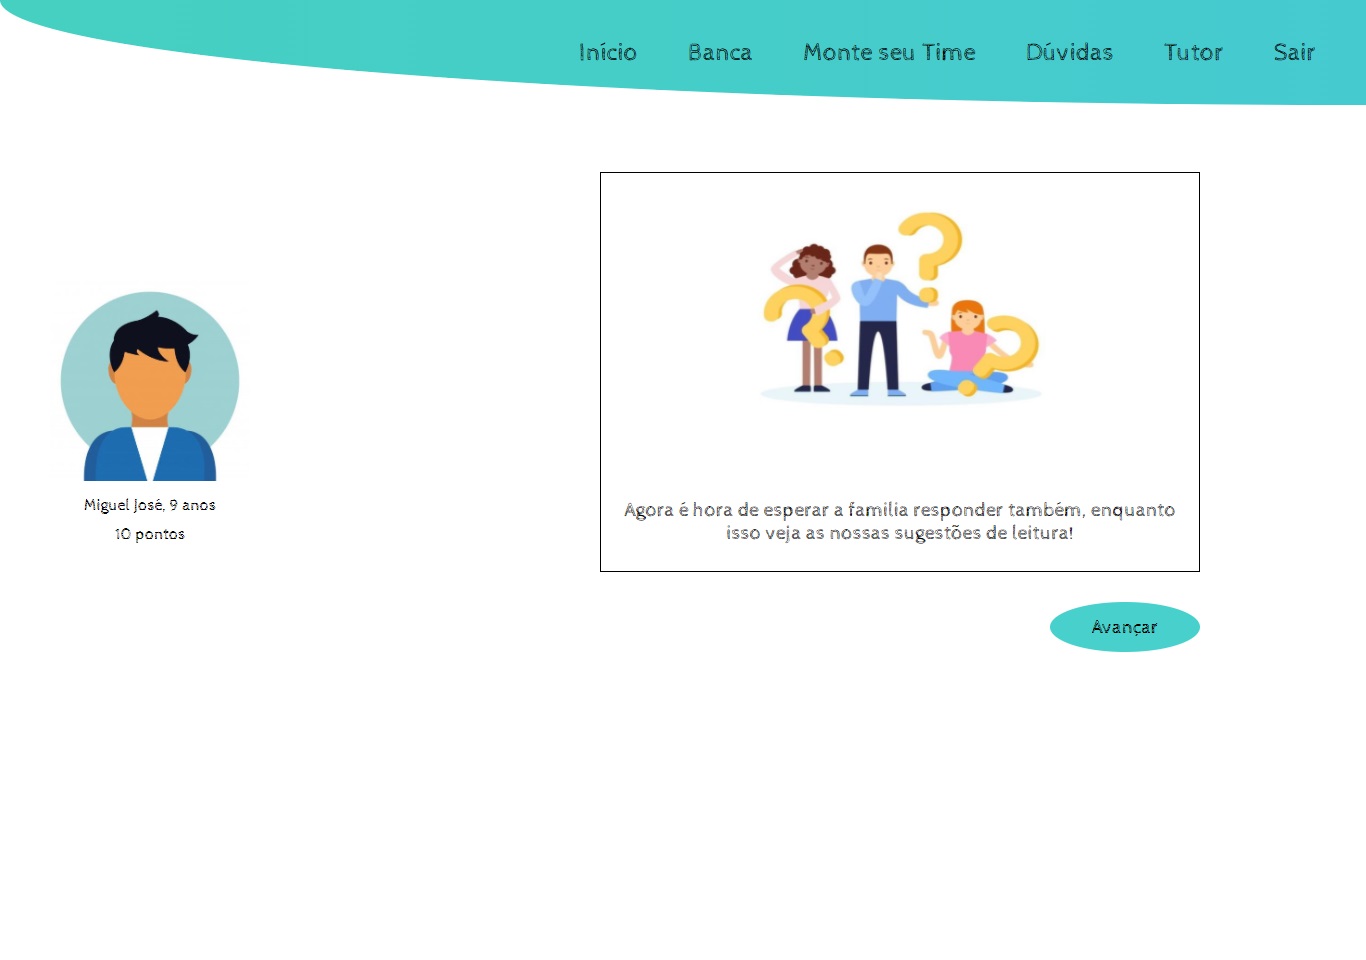 Início Banca Monte seu Time Dúvidas Tutor Sair
Miguel José, 9 anos
10 pontos
Agora é hora de esperar a familia responder também, enquanto
isso veja as nossas sugestões de leitura!
Avançar